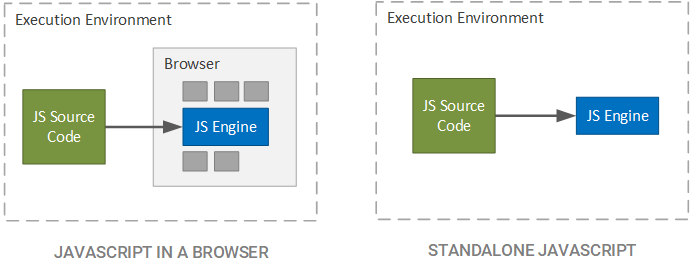 Execution Environment
Browser
JS Source
Code
JS Engine
JAVASCRIPT IN A BROWSER
Execution Environment
JS Source
Code
JS Engine
STANDALONE JAVASCRIPT